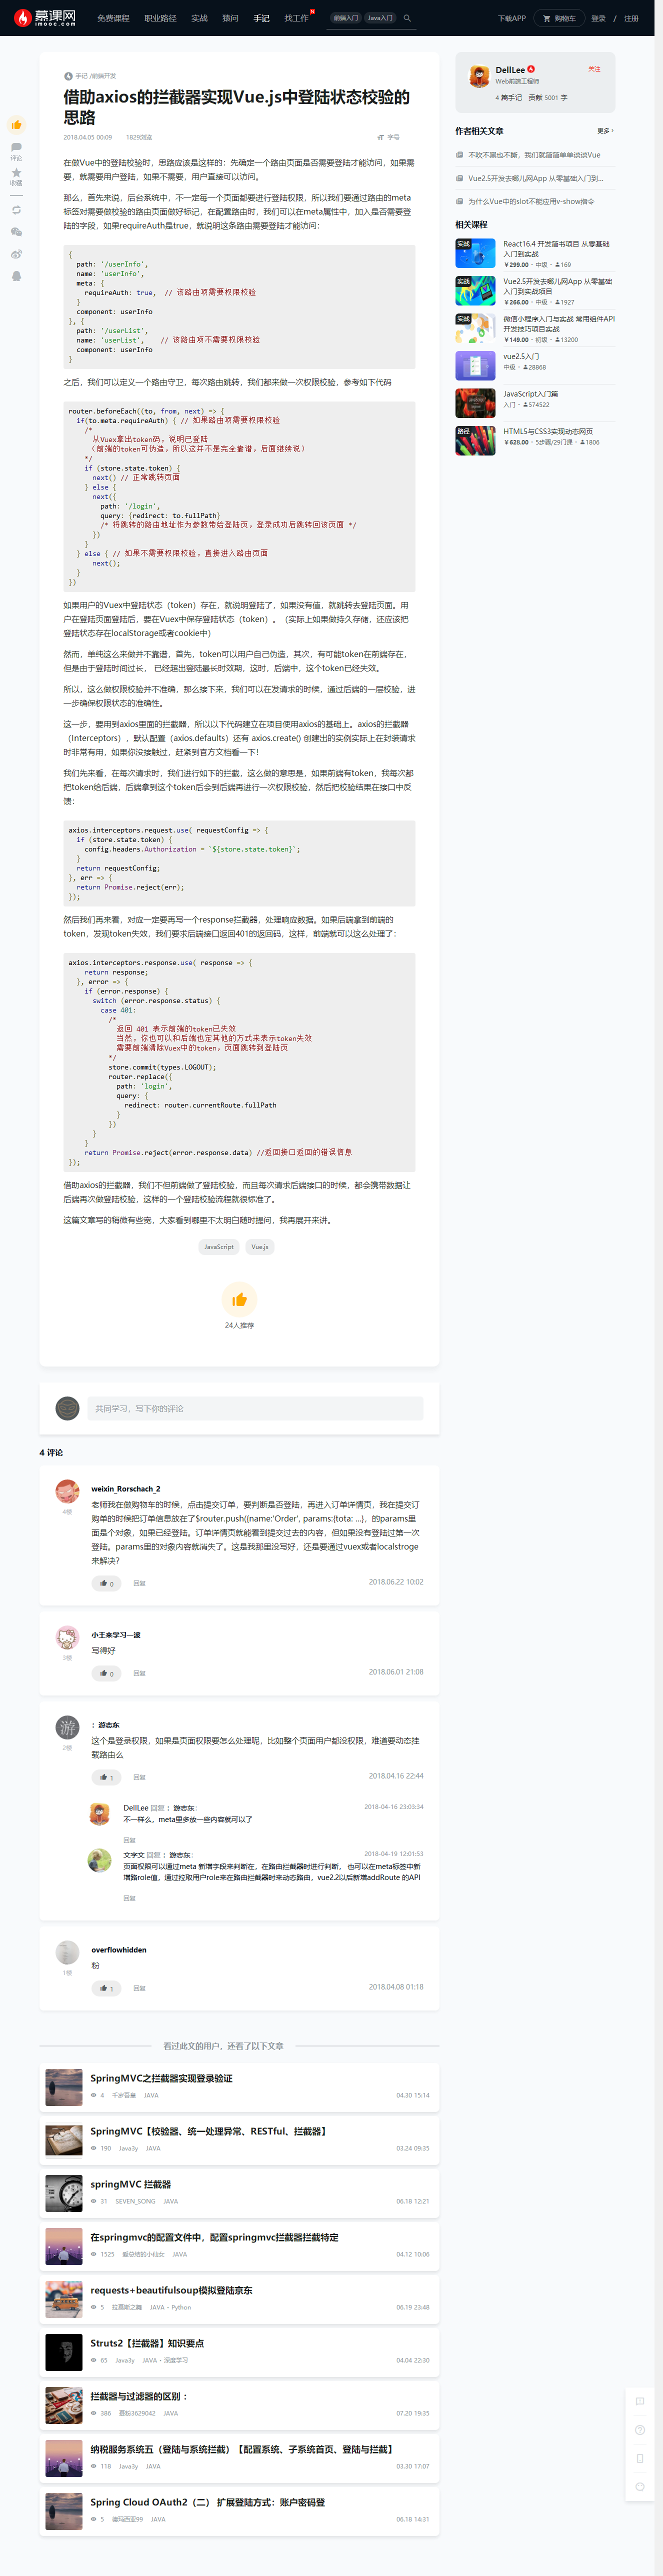 慕课网
imooc.com
免费课程
职业路径
实战
猿问
手记
找工作
前端入门
Java入门
下载APP
购物车
登录 / 注册
手记 /前端开发
借助axios的拦截器实现Vue.js中登陆状态校验的
思路
2018.04.05 00:09 1829浏览
字号
评论
收藏
在做Vue中的登陆校验时，思路应该是这样的：先确定一个路由页面是否需要登陆才能访问，如果需
要，就需要用户登陆，如果不需要，用户直接可以访问。
那么，首先来说，后台系统中，不一定每一个页面都要进行登陆权限，所以我们要通过路由的meta
标签对需要做校验的路由页面做好标记，在配置路由时，我们可以在meta属性中，加入是否需要登
陆的字段，如果requireAuth是true，就说明这条路由需要登陆才能访问：
{
path: '/userInfo',
name: 'userInfo',
meta: {
requireAuth: true,  // 该路由项需要权限校验
}
component: userInfo
}, {
path: '/userList',
name: 'userList',    // 该路由项不需要权限校验
component: userInfo
}
之后，我们可以定义一个路由守卫，每次路由跳转，我们都来做一次权限校验，参考如下代码
router.beforeEach((to, from, next) => {
if(to.meta.requireAuth) { // 如果路由项需要权限校验
/*
从Vuex拿出token码，说明已登陆
（前端的token可伪造，所以这并不是完全靠谱，后面继续说）
*/
if (store.state.token) {
next() // 正常跳转页面
} else {
next({
path: '/login',
query: {redirect: to.fullPath}
/* 将跳转的路由地址作为参数带给登陆页，登录成功后跳转回该页面 */
})
}
} else { // 如果不需要权限校验，直接进入路由页面
next();
}
})
如果用户的Vuex中登陆状态（token）存在，就说明登陆了，如果没有值，就跳转去登陆页面。用
户在登陆页面登陆后，要在Vuex中保存登陆状态（token）。（实际上如果做持久存储，还应该把
登陆状态存在localStorage或者cookie中）
然而，单纯这么来做并不靠谱，首先，token可以用户自己伪造，其次，有可能token在前端存在，
但是由于登陆时间过长， 已经超出登陆最长时效期，这时，后端中，这个token已经失效。
所以，这么做权限校验并不准确，那么接下来，我们可以在发请求的时候，通过后端的一层校验，进
一步确保权限状态的准确性。
这一步，要用到axios里面的拦截器，所以以下代码建立在项目使用axios的基础上。axios的拦截器
（Interceptors），默认配置（axios.defaults）还有 axios.create() 创建出的实例实际上在封装请求
时非常有用，如果你没接触过，赶紧到官方文档看一下！
我们先来看，在每次请求时，我们进行如下的拦截，这么做的意思是，如果前端有token，我每次都
把token给后端，后端拿到这个token后会到后端再进行一次权限校验，然后把校验结果在接口中反
馈：
axios.interceptors.request.use( requestConfig => {
if (store.state.token) {
config.headers.Authorization = `${store.state.token}`;
}
return requestConfig;
}, err => {
return Promise.reject(err);
});
然后我们再来看，对应一定要再写一个response拦截器，处理响应数据。如果后端拿到前端的
token，发现token失效，我们要求后端接口返回401的返回码，这样，前端就可以这么处理了：
axios.interceptors.response.use( response => {
return response;
}, error => {
if (error.response) {
switch (error.response.status) {
case 401:
/*
返回 401 表示前端的token已失效
当然，你也可以和后端也定其他的方式来表示token失效
需要前端清除Vuex中的token，页面跳转到登陆页
*/
store.commit(types.LOGOUT);
router.replace({
path: 'login',
query: {
redirect: router.currentRoute.fullPath
}
})
}
}
return Promise.reject(error.response.data) //返回接口返回的错误信息
});
借助axios的拦截器，我们不但前端做了登陆校验，而且每次请求后端接口的时候，都会携带数据让
后端再次做登陆校验，这样的一个登陆校验流程就很标准了。
这篇文章写的稍微有些宽，大家看到哪里不太明白随时提问，我再展开来讲。
JavaScript
Vue.js
24人推荐
DellLee
关注
Web前端工程师
4 篇手记 贡献 5001 字
作者相关文章
更多
不吹不黑也不撕，我们就简简单单谈谈Vue
Vue2.5开发去哪儿网App 从零基础入门到...
为什么Vue中的slot不能应用v-show指令
相关课程
实战
React16.4 开发简书项目 从零基础
入门到实战
￥299.00 · 中级 · 169
实战
Vue2.5开发去哪儿网App 从零基础
入门到实战项目
￥266.00 · 中级 · 1927
实战
微信小程序入门与实战 常用组件API
开发技巧项目实战
￥149.00 · 初级 · 13200
vue2.5入门
中级 · 28868
JavaScript入门篇
入门 · 574522
路径
HTML5与CSS3实现动态网页
￥628.00 · 5步骤/29门课 · 1806
共同学习，写下你的评论
4 评论
weixin_Rorschach_2
4楼
老师我在做购物车的时候，点击提交订单，要判断是否登陆，再进入订单详情页，我在提交订
购单的时候把订单信息放在了$router.push({name:'Order', params:{tota: ...}，的params里
面是个对象，如果已经登陆。订单详情页就能看到提交过去的内容，但如果没有登陆过第一次
登陆。params里的对象内容就消失了。这是我那里没写好，还是要通过vuex或者localstroge
来解决?
0 回复
2018.06.22 10:02
小王来学习一波
3楼
写得好
0 回复
2018.06.01 21:08
：游志东
2楼
这个是登录权限，如果是页面权限要怎么处理呢，比如整个页面用户都没权限，难道要动态挂
载路由么
1 回复
2018.04.16 22:44
DellLee 回复 ：游志东：
2018-04-16 23:03:34
不一样么，meta里多放一些内容就可以了
回复
文字文 回复 ：游志东：
2018-04-19 12:01:53
页面权限可以通过meta 新增字段来判断在，在路由拦截器时进行判断， 也可以在meta标签中新
增路role值，通过拉取用户role来在路由拦截器时来动态路由，vue2.2以后新增addRoute 的API
回复
overflowhidden
1楼
粉
1 回复
2018.04.08 01:18
看过此文的用户，还看了以下文章
SpringMVC之拦截器实现登录验证
4 千岁芸曼 JAVA
04.30 15:14
SpringMVC【校验器、统一处理异常、RESTful、拦截器】
190 Java3y JAVA
03.24 09:35
springMVC 拦截器
31 SEVEN_SONG JAVA
06.18 12:21
在springmvc的配置文件中，配置springmvc拦截器拦截特定
1525 JAVA
04.12 10:06
requests+beautifulsoup模拟登陆京东
5 拉莫斯之舞 JAVA · Python
06.19 23:48
Struts2【拦截器】知识要点
65 Java3y JAVA · 深度学习
04.04 22:30
拦截器与过滤器的区别 ：
386 慕粉3629042 JAVA
07.20 19:35
纳税服务系统五（登陆与系统拦截）【配置系统、子系统首页、登陆与拦截】
118 Java3y JAVA
03.30 17:07
Spring Cloud OAuth2（二） 扩展登陆方式：账户密码登
5 德玛西亚99 JAVA
06.18 14:31